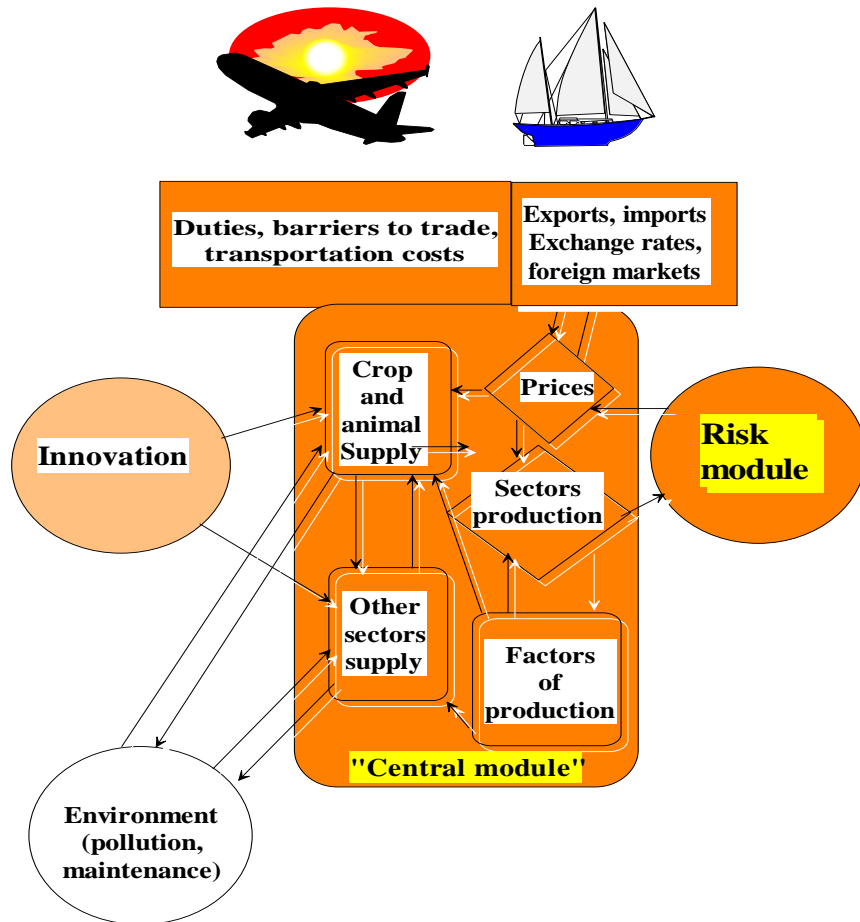 Duties, barriers to trade,
transportation costs
Exports, imports
Exchange rates,
foreign markets
Crop
and
animal
Supply
Prices
Innovation
Risk
module
Sectors
production
Other
sectors
supply
Factors
of
production
"Central module"
Environment
(pollution,
maintenance)